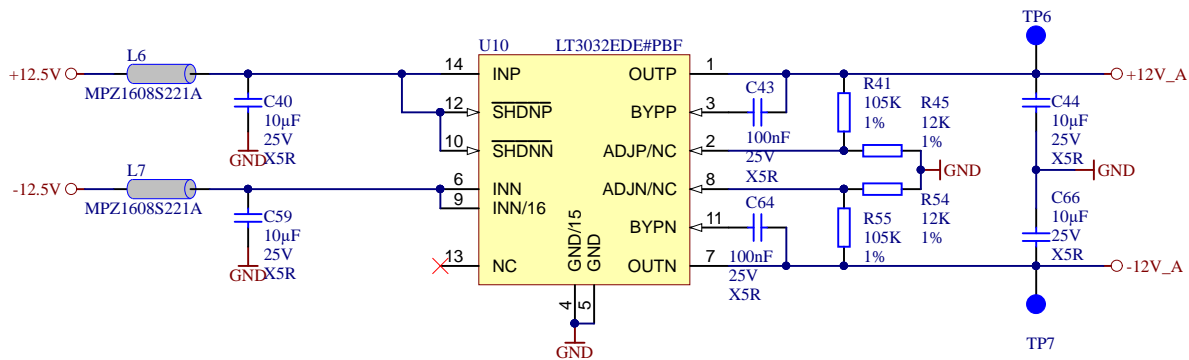 TP6
U10 LT3032EDE#PBF
L6
+12.5V
MPZ1608S221A
C40
10µF
25V
X5R
GND
L7
-12.5V
MPZ1608S221A
C59
10µF
25V
X5R
GND
14 INP
12 SHDNP
10 SHDNN
6 INN
9 INN/16
13 NC
GND/15
GND
4
5
GND
OUTP 1
BYPP 3
ADJP/NC 2
ADJN/NC 8
BYPN 11
OUTN 7
C43
100nF
25V
X5R
C64
100nF
25V
X5R
R41
105K
1%
R45
12K
1%
GND
R54
12K
1%
R55
105K
1%
C44
10µF
25V
X5R
GND
C66
10µF
25V
X5R
+12V_A
-12V_A
TP7